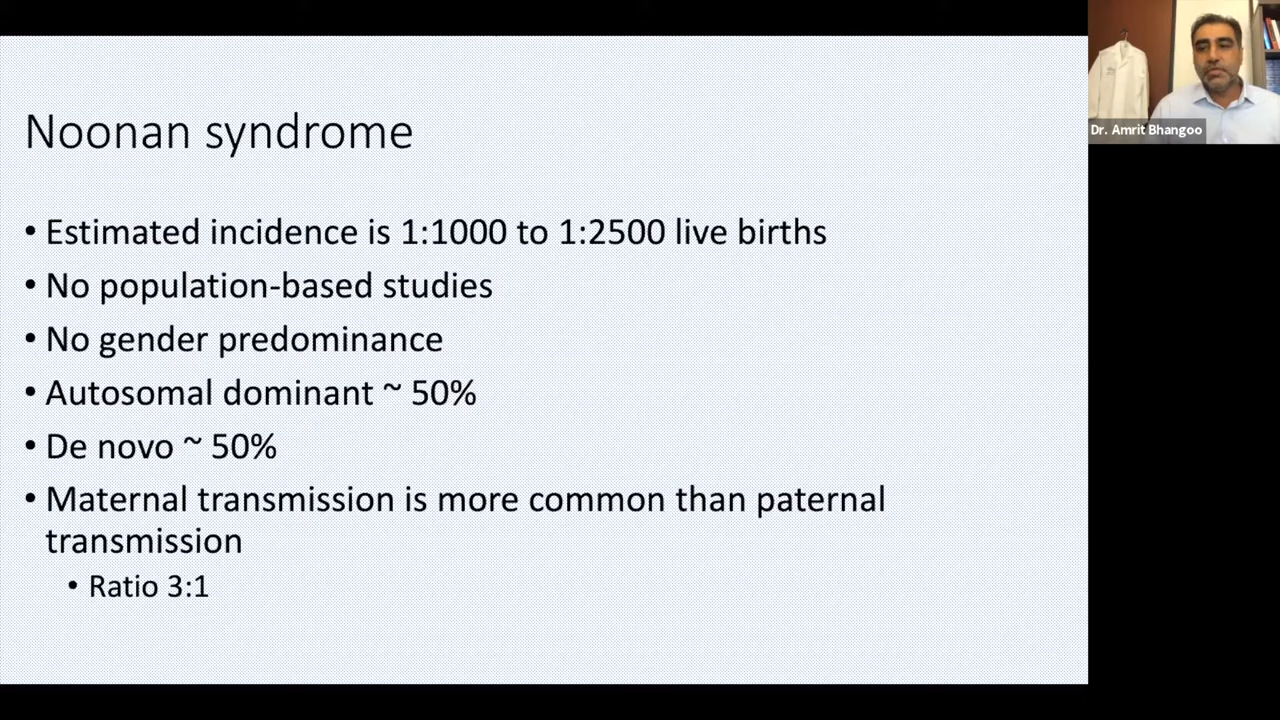 Noonan syndrome
• Estimated incidence is 1:1000 to 1:2500 live births
• No population-based studies
• No gender predominance
• Autosomal dominant ~ 50%
• De novo ~ 50%
• Maternal transmission is more common than paternal
transmission
• Ratio 3:1
Dr. Amrit Bhangoo